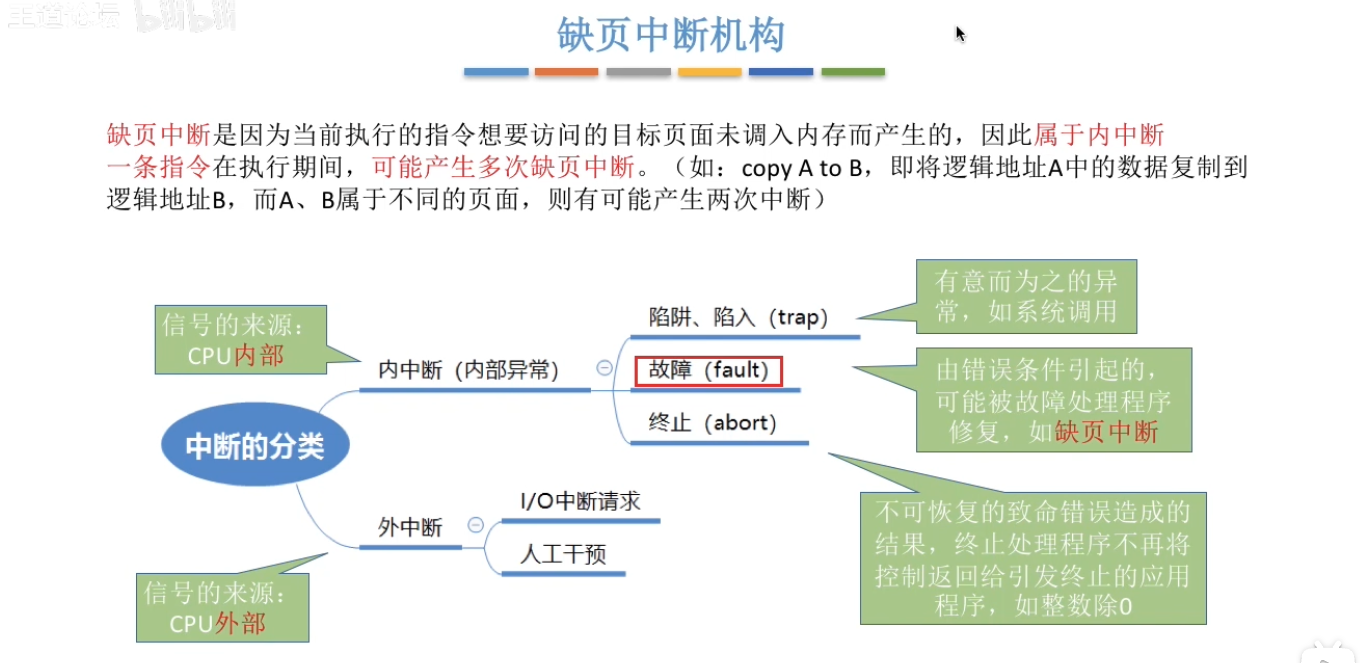 王道论坛 bilibili
缺页中断机构
缺页中断是因为当前执行的指令想要访问的目标页面未调入内存而产生的，因此属于内中断
一条指令在执行期间，可能产生多次缺页中断。（如：copy A to B，即将逻辑地址A中的数据复制到
逻辑地址B，而A、B属于不同的页面，则有可能产生两次中断）
信号的来源：
CPU内部
中断的分类
内中断（内部异常）
陷阱、陷入（trap）
有意而为之的异
常，如系统调用
故障（fault）
由错误条件引起的，
可能被故障处理程序
修复，如缺页中断
终止（abort）
不可恢复的致命错误造成的
结果，终止处理程序不再将
控制返回给引发终止的应用
程序，如整数除0
外中断
I/O中断请求
人工干预
信号的来源：
CPU外部